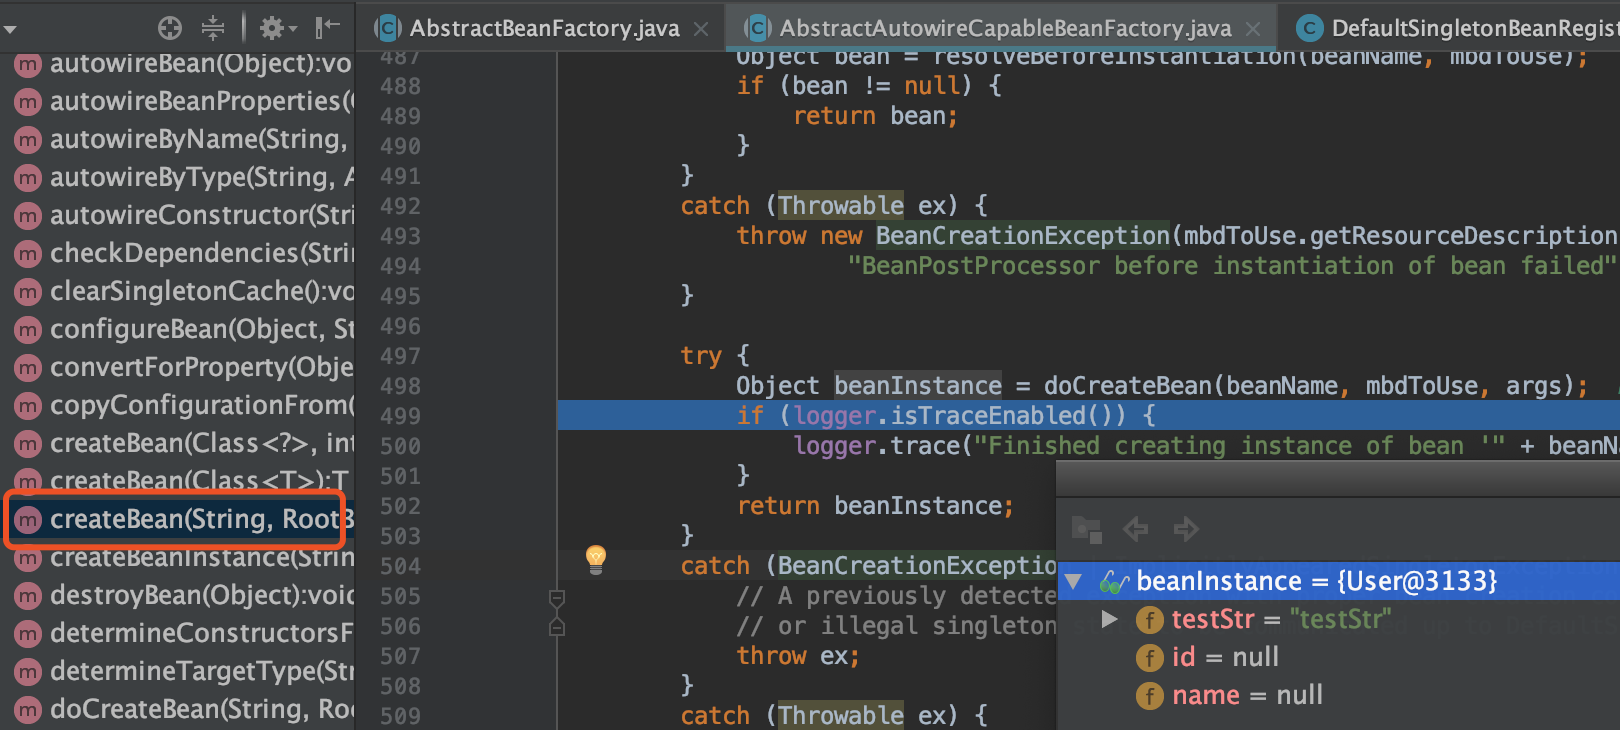 AbstractBeanFactory.java
AbstractAutowireCapableBeanFactory.java
DefaultSingletonBeanRegist
autowireBean(Object):vo
autowireBeanProperties(
autowireByName(String,
autowireByType(String, A
autowireConstructor(Stri
checkDependencies(Strin
clearSingletonCache():vo
configureBean(Object, St
convertForProperty(Obje
copyConfigurationFrom(
createBean(Class<?>, int
createBean(Class<T>):T
createBean(String, RootB
createBeanInstance(Strin
destroyBean(Object):void
determineConstructorsF
determineTargetType(Str
doCreateBean(String, Roo
487 Object bean = resolveBeforeInstantiation(beanName, mbdToUse);
488 if (bean != null) {
489 return bean;
490 }
491 }
492 catch (Throwable ex) {
493 throw new BeanCreationException(mbdToUse.getResourceDescription
494 "BeanPostProcessor before instantiation of bean failed"
495 }
496
497 try {
498 Object beanInstance = doCreateBean(beanName, mbdToUse, args);
499 if (logger.isTraceEnabled()) {
500 logger.trace("Finished creating instance of bean '" + beanN
501 }
502 return beanInstance;
503 }
504 catch (BeanCreationExceptio
505 // A previously detecte
506 // or illegal singleton
507 throw ex;
508 }
509 catch (Throwable ex) {
beanInstance = {User@3133}
testStr = "testStr"
id = null
name = null